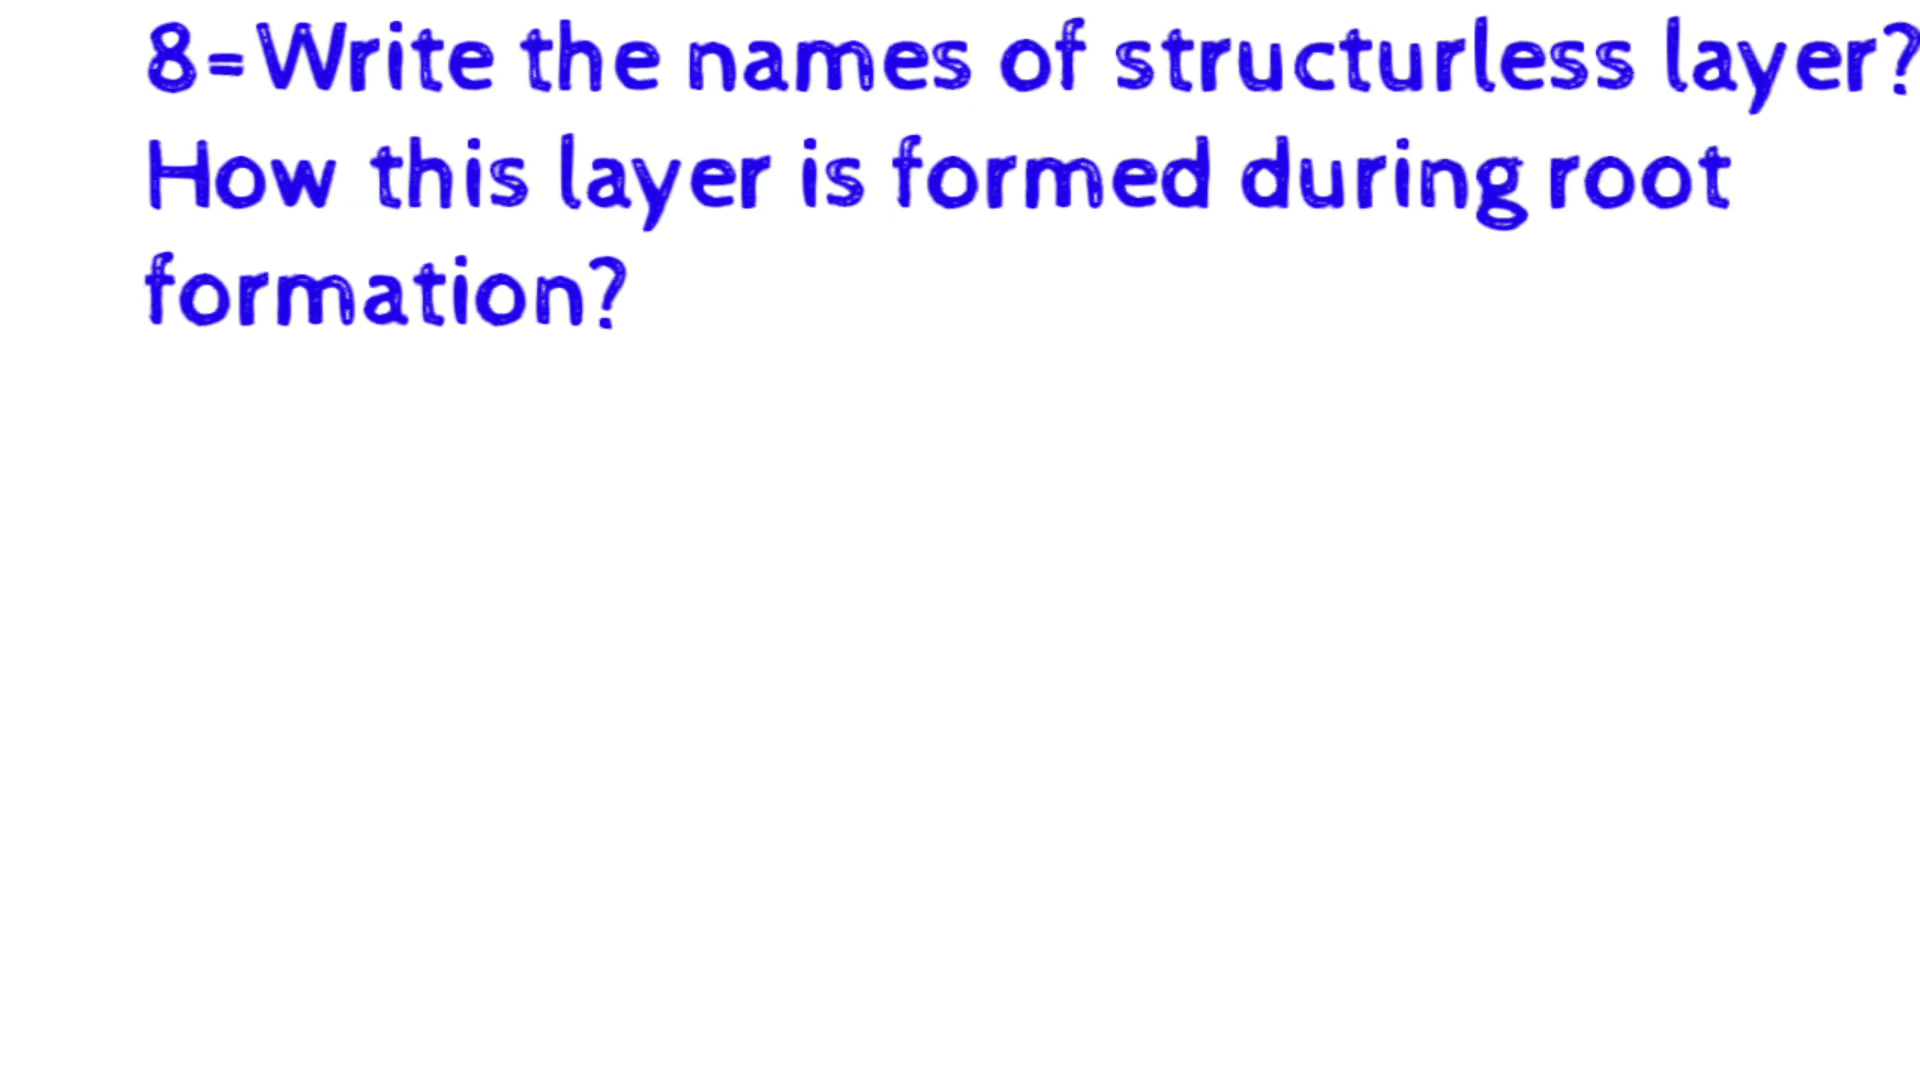 8=Write the names of structurless layer?
How this layer is formed during root
formation?